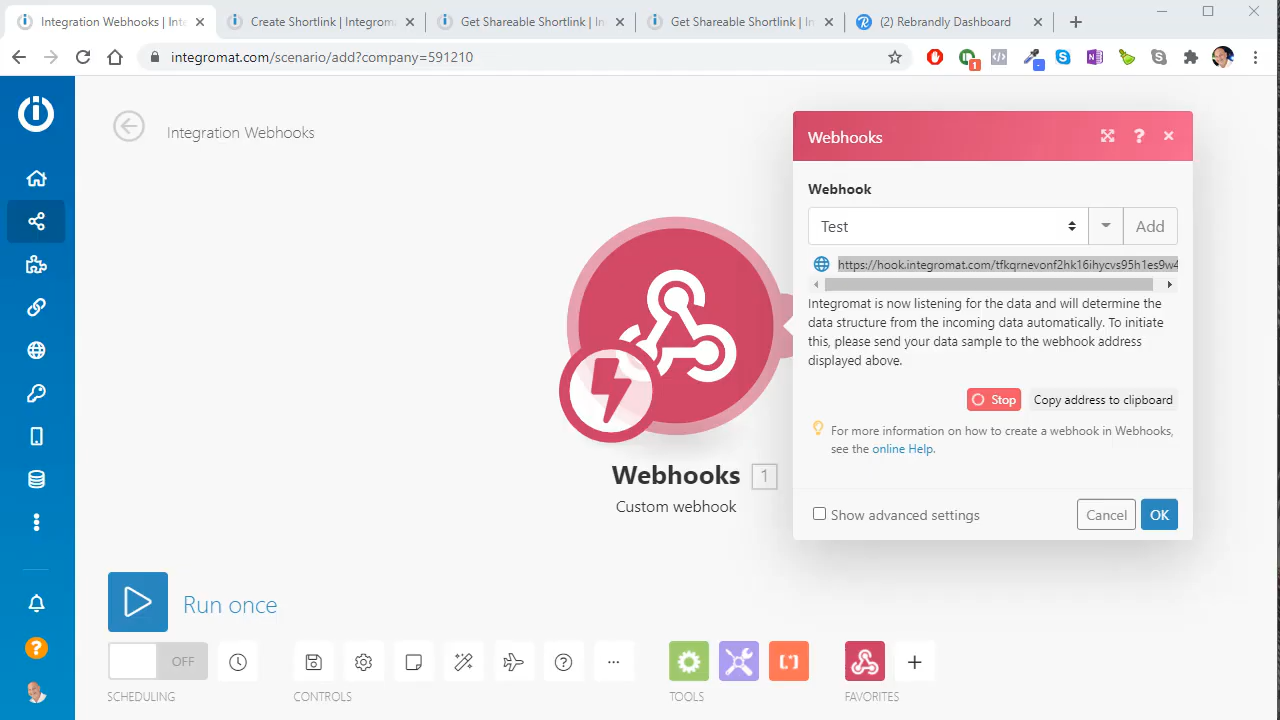 Integration Webhooks | Inte
Create Shortlink | Integroma
Get Shareable Shortlink | In
Get Shareable Shortlink | In
(2) Rebrandly Dashboard
integromat.com/scenario/add?company=591210
1
Integration Webhooks
Webhooks
Webhook
Test
Add
https://hook.integromat.com/tfkqrnevonf2hk16ihycvs95h1es9w4
Integromat is now listening for the data and will determine the
data structure from the incoming data automatically. To initiate
this, please send your data sample to the webhook address
displayed above.
Stop
Copy address to clipboard
For more information on how to create a webhook in Webhooks,
see the online Help.
Show advanced settings
Cancel
OK
Webhooks
1
Custom webhook
Run once
OFF
SCHEDULING
CONTROLS
TOOLS
FAVORITES